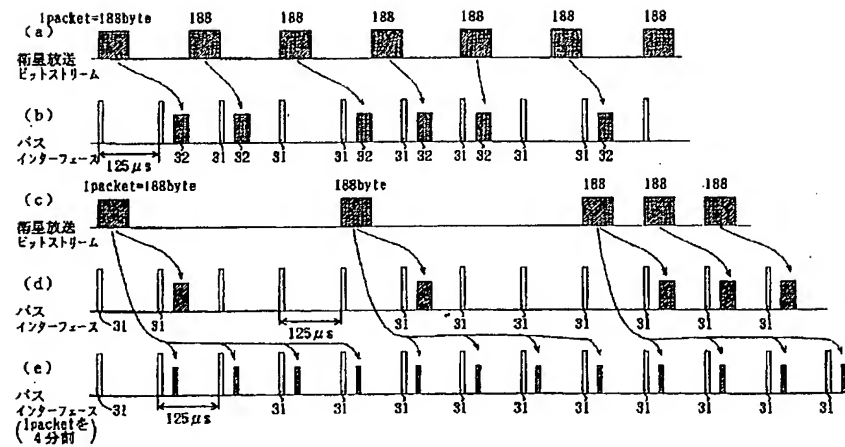 1packet=188byte 188 188 188 188 188 188
(a)
衛星放送
ビットストリーム
(b)
バス
インターフェース
31 31 32 31 32 31 31 32 31 32 31 32 31 31 32
125μs
1packet=188byte 188byte 188 188 188
(c)
衛星放送
ビットストリーム
(d)
バス
インターフェース
31 31 31 31 31 31 31 31 31
125μs
(e)
バス
インターフェース
(1packetを
4分前)
32 31 31 31 31 31 31 31 31 31 31
125μs